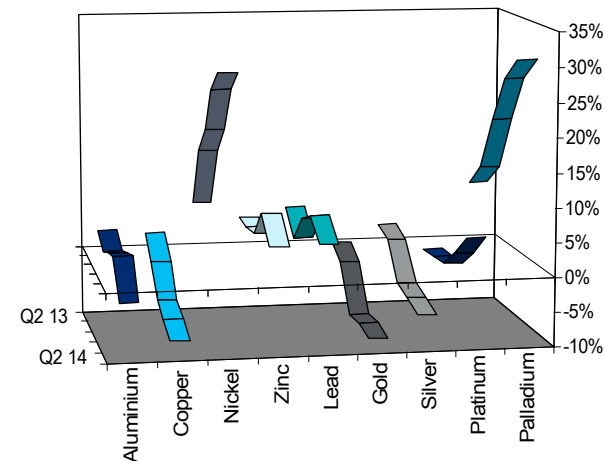 35%
30%
25%
20%
15%
10%
5%
0%
-5%
-10%
Q2 13
Q2 14
Aluminium
Copper
Nickel
Zinc
Lead
Gold
Silver
Platinum
Palladium